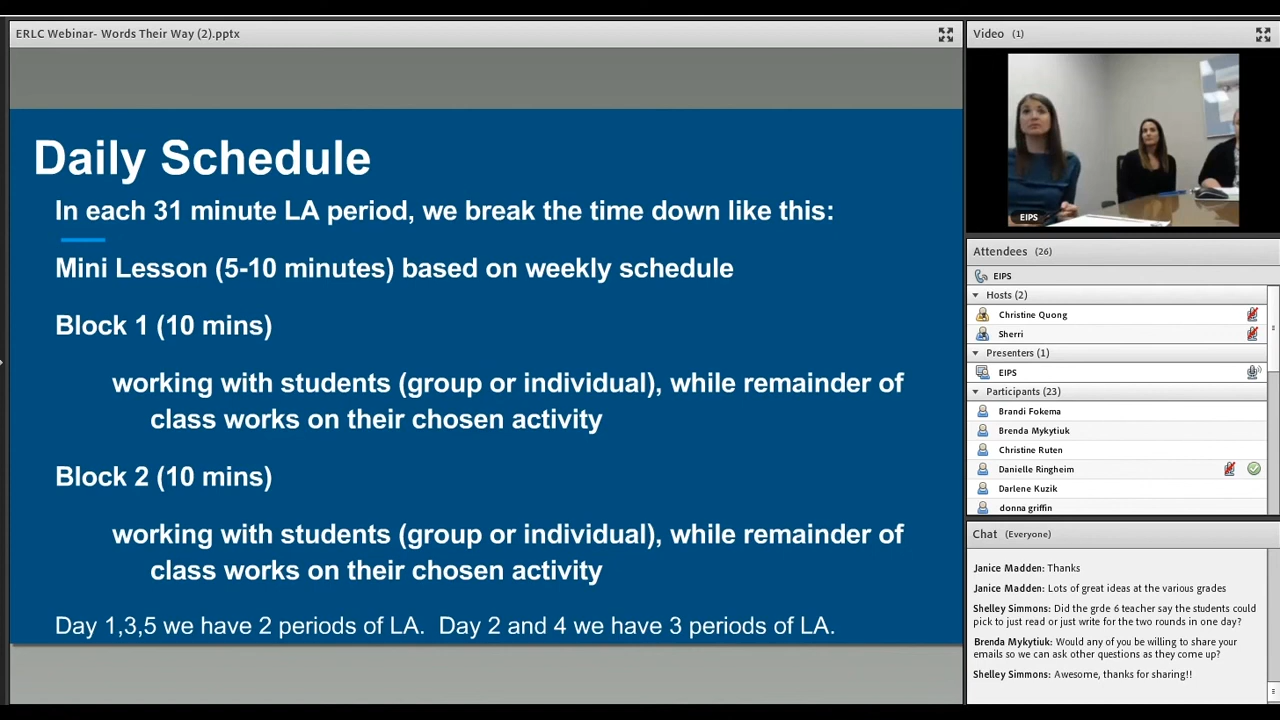 ERLC Webinar- Words Their Way (2).pptx
Daily Schedule
In each 31 minute LA period, we break the time down like this:
Mini Lesson (5-10 minutes) based on weekly schedule
Block 1 (10 mins)
working with students (group or individual), while remainder of
class works on their chosen activity
Block 2 (10 mins)
working with students (group or individual), while remainder of
class works on their chosen activity
Day 1,3,5 we have 2 periods of LA.  Day 2 and 4 we have 3 periods of LA.
Video (1)
EIPS
Attendees (26)
EIPS
Hosts (2)
Christine Quong
Sherri
Presenters (1)
EIPS
Participants (23)
Brandi Fokema
Brenda Mykytiuk
Christine Ruten
Danielle Ringheim
Darlene Kuzik
donna griffin
Chat (Everyone)
Janice Madden: Thanks
Janice Madden: Lots of great ideas at the various grades
Shelley Simmons: Did the grde 6 teacher say the students could
pick to just read or just write for the two rounds in one day?
Brenda Mykytiuk: Would any of you be willing to share your
emails so we can ask other questions as they come up?
Shelley Simmons: Awesome, thanks for sharing!!